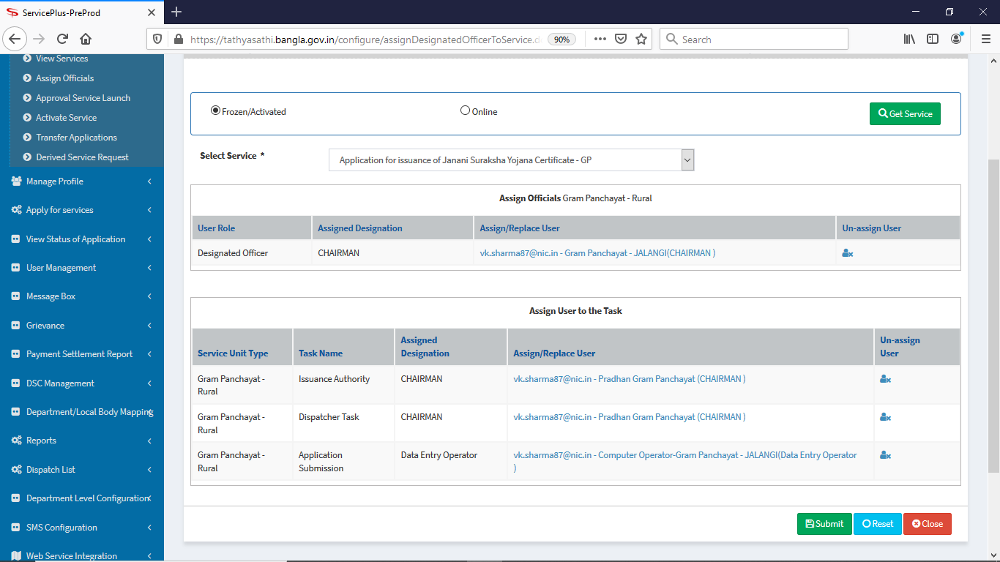 ServicePlus-PreProd
https://tathyasathi.bangla.gov.in/configure/assignDesignatedOfficerToService.d
90%
Search
View Services
Assign Officials
Approval Service Launch
Activate Service
Transfer Applications
Derived Service Request
Manage Profile
Apply for services
View Status of Application
User Management
Message Box
Grievance
Payment Settlement Report
DSC Management
Department/Local Body Mapping
Reports
Dispatch List
Department Level Configuration
SMS Configuration
Web Service Integration
Frozen/Activated
Online
Get Service
Select Service *
Application for issuance of Janani Suraksha Yojana Certificate - GP
Assign Officials Gram Panchayat - Rural
User Role Assigned Designation Assign/Replace User Un-assign User
Designated Officer CHAIRMAN vk.sharma87@nic.in - Gram Panchayat - JALANGI(CHAIRMAN )
Assign User to the Task
Service Unit Type Task Name Assigned Designation Assign/Replace User Un-assign User
Gram Panchayat - Rural Issuance Authority CHAIRMAN vk.sharma87@nic.in - Pradhan Gram Panchayat (CHAIRMAN )
Gram Panchayat - Rural Dispatcher Task CHAIRMAN vk.sharma87@nic.in - Pradhan Gram Panchayat (CHAIRMAN )
Gram Panchayat - Rural Application Submission Data Entry Operator vk.sharma87@nic.in - Computer Operator-Gram Panchayat - JALANGI(Data Entry Operator )
Submit
Reset
Close